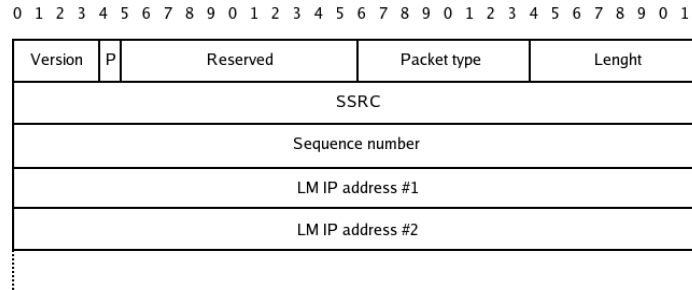 0 1 2 3 4 5 6 7 8 9 0 1 2 3 4 5 6 7 8 9 0 1 2 3 4 5 6 7 8 9 0 1
Version P Reserved Packet type Lenght
SSRC
Sequence number
LM IP address #1
LM IP address #2